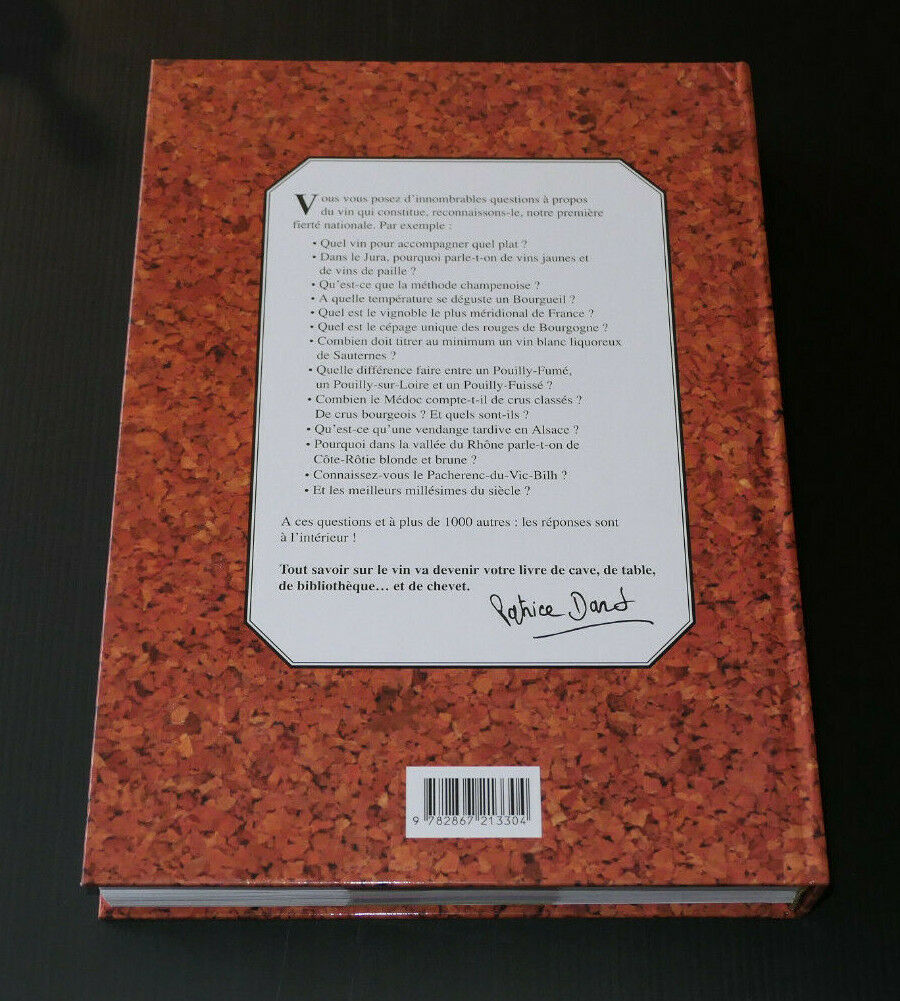 Vous vous posez d'innombrables questions à propos
du vin qui constitue, reconnaissons-le, notre première
fierté nationale. Par exemple :
• Quel vin pour accompagner quel plat ?
• Dans le Jura, pourquoi parle-t-on de vins jaunes et
de vins de paille ?
• Qu'est-ce que la méthode champenoise ?
• A quelle température se déguste un Bourgueil ?
• Quel est le vignoble le plus méridional de France ?
• Quel est le cépage unique des rouges de Bourgogne ?
• Combien doit titrer au minimum un vin blanc liquoreux
de Sauternes ?
• Quelle différence faire entre un Pouilly-Fumé,
un Pouilly-sur-Loire et un Pouilly-Fuissé ?
• Combien le Médoc compte-t-il de crus classés ?
De crus bourgeois ? Et quels sont-ils ?
• Qu'est-ce qu'une vendange tardive en Alsace ?
• Pourquoi dans la vallée du Rhône parle-t-on de
Côte-Rôtie blonde et brune ?
• Connaissez-vous le Pacherenc-du-Vic-Bilh ?
• Et les meilleurs millésimes du siècle ?
A ces questions et à plus de 1000 autres : les réponses sont
à l'intérieur !
Tout savoir sur le vin va devenir votre livre de cave, de table,
de bibliothèque... et de chevet.
Patrice Dard
9 782867 213304